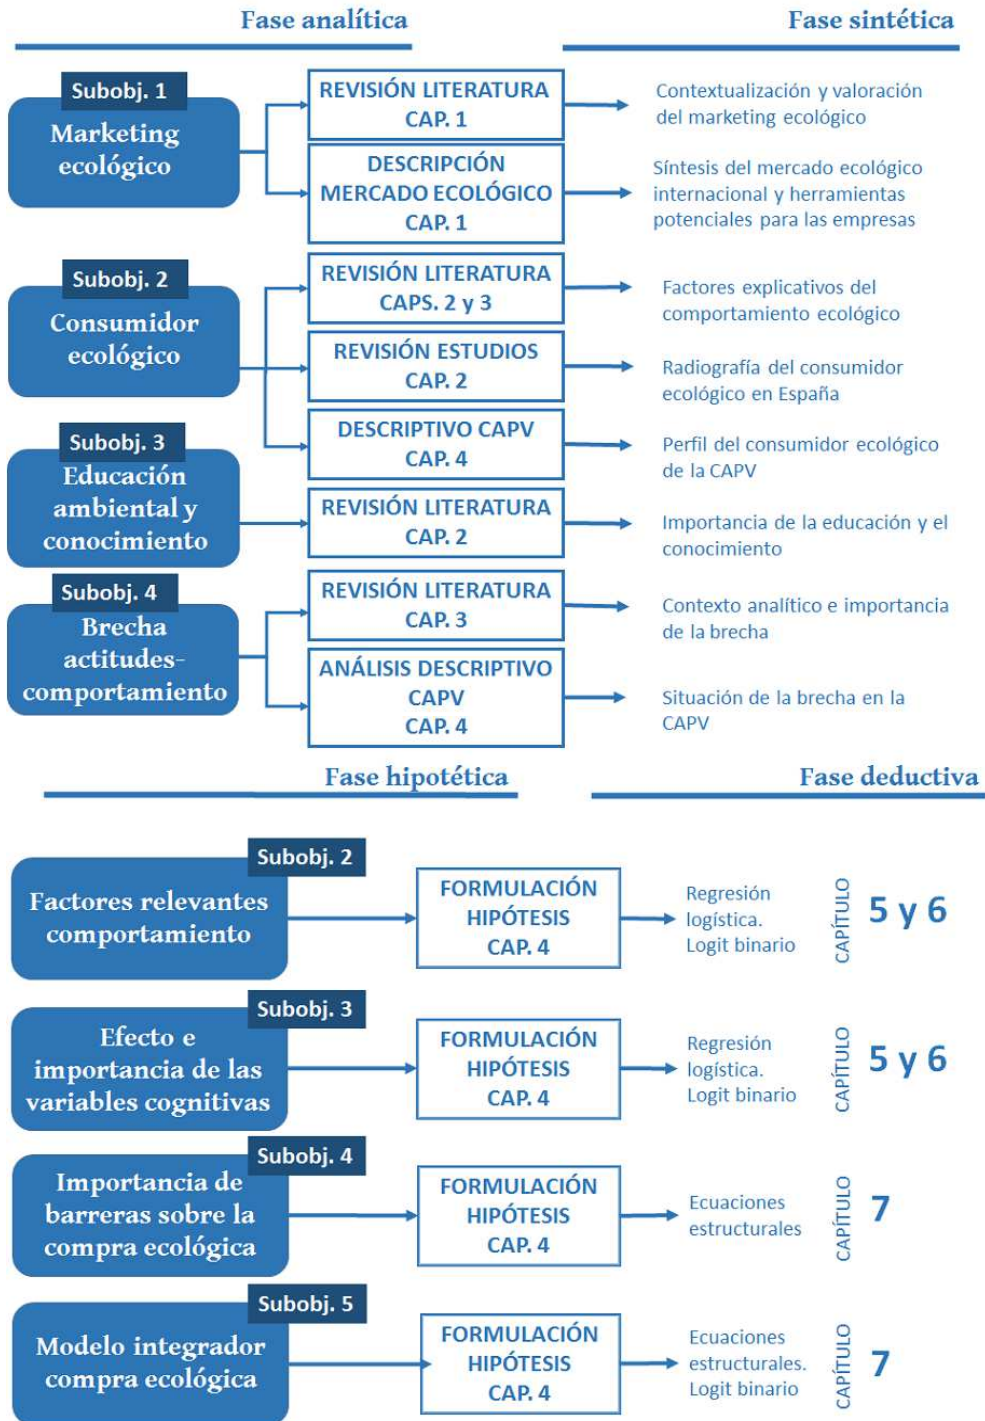 Fase analítica
Fase sintética
Subobj. 1
Marketing
ecológico
REVISIÓN LITERATURA
CAP. 1
Contextualización y valoración
del marketing ecológico
DESCRIPCIÓN
MERCADO ECOLÓGICO
CAP. 1
Síntesis del mercado ecológico
internacional y herramientas
potenciales para las empresas
Subobj. 2
Consumidor
ecológico
REVISIÓN LITERATURA
CAPS. 2 y 3
Factores explicativos del
comportamiento ecológico
REVISIÓN ESTUDIOS
CAP. 2
Radiografía del consumidor
ecológico en España
DESCRIPTIVO CAPV
CAP. 4
Perfil del consumidor ecológico
de la CAPV
Subobj. 3
Educación
ambiental y
conocimiento
REVISIÓN LITERATURA
CAP. 2
Importancia de la educación y el
conocimiento
Subobj. 4
Brecha
actitudes-
comportamiento
REVISIÓN LITERATURA
CAP. 3
Contexto analítico e importancia
de la brecha
ANÁLISIS DESCRIPTIVO
CAPV
CAP. 4
Situación de la brecha en la
CAPV
Fase hipotética
Fase deductiva
Subobj. 2
Factores relevantes
comportamiento
FORMULACIÓN
HIPÓTESIS
CAP. 4
Regresión
logística.
Logit binario
CAPÍTULO
5 y 6
Subobj. 3
Efecto e
importancia de las
variables cognitivas
FORMULACIÓN
HIPÓTESIS
CAP. 4
Regresión
logística.
Logit binario
CAPÍTULO
5 y 6
Subobj. 4
Importancia de
barreras sobre la
compra ecológica
FORMULACIÓN
HIPÓTESIS
CAP. 4
Ecuaciones
estructurales
CAPÍTULO
7
Subobj. 5
Modelo integrador
compra ecológica
FORMULACIÓN
HIPÓTESIS
CAP. 4
Ecuaciones
estructurales.
Logit binario
CAPÍTULO
7